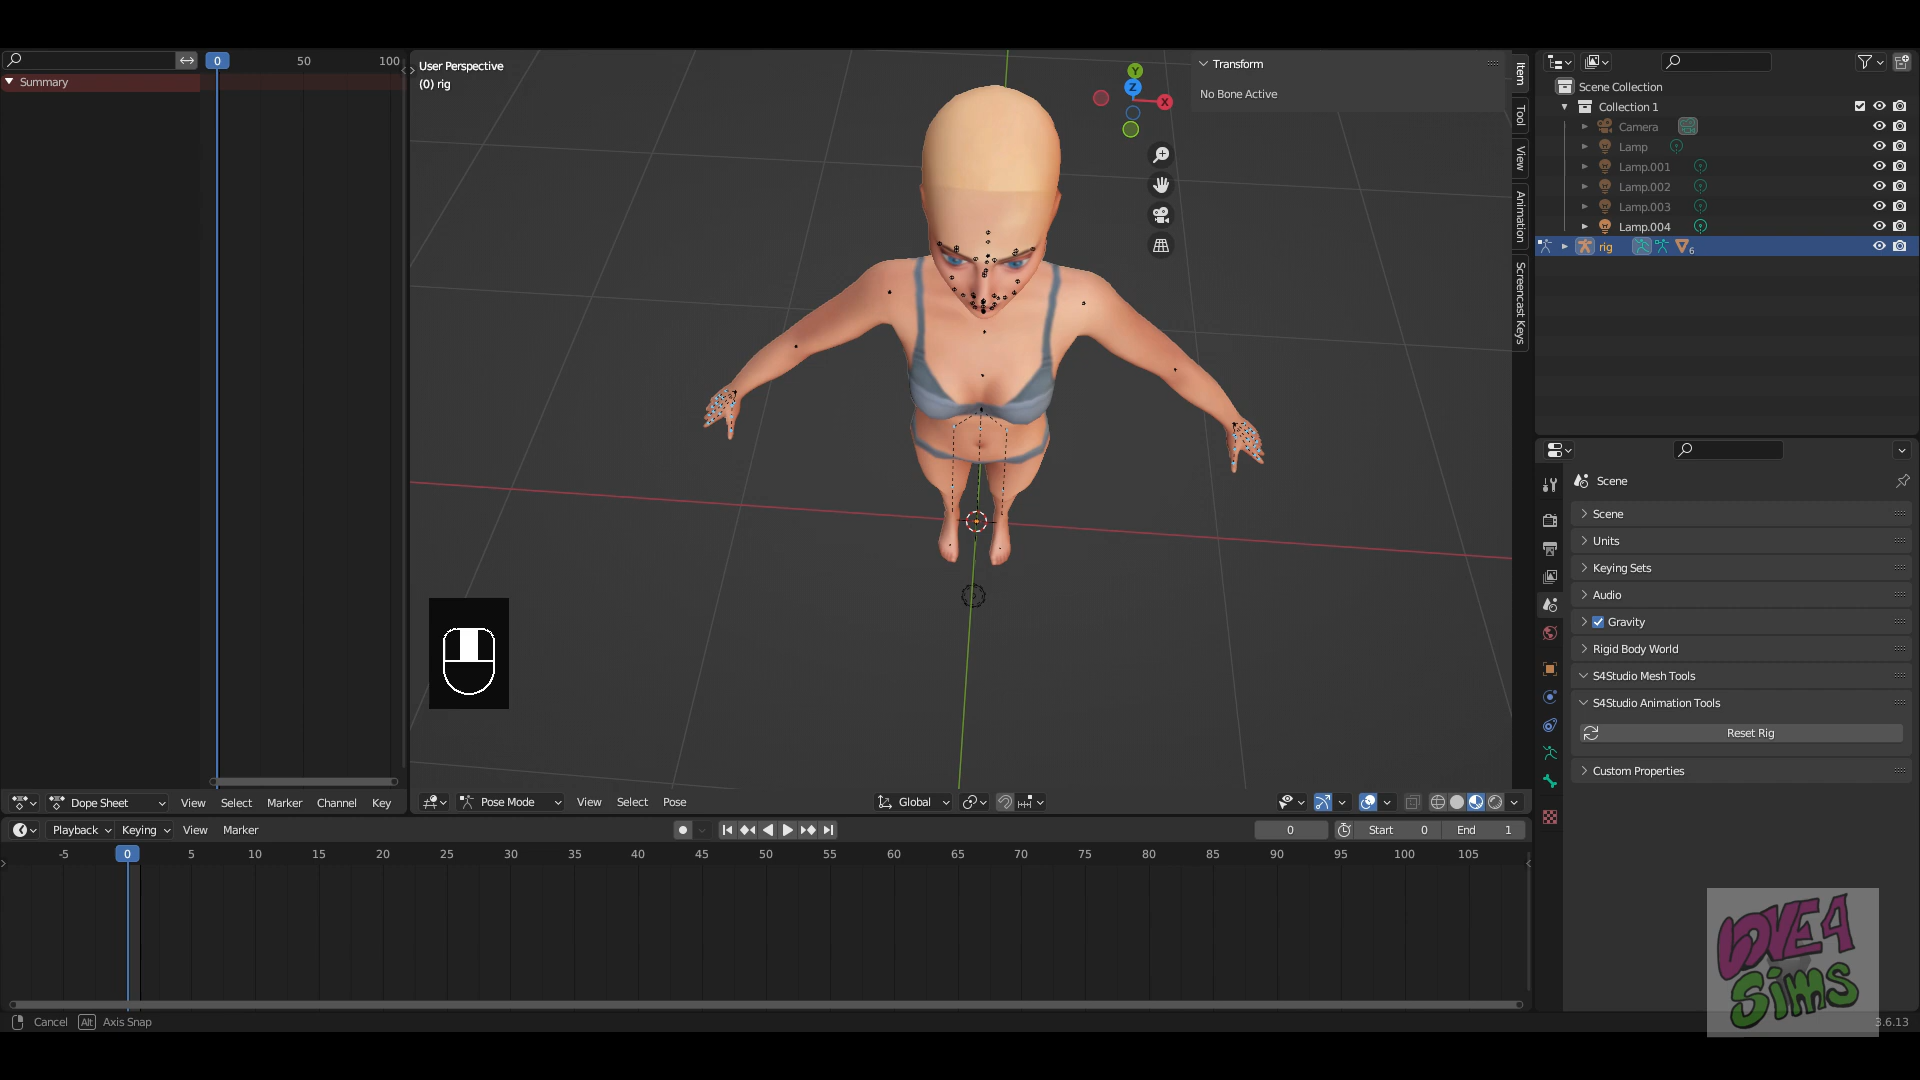 0 50 100
Summary
User Perspective
(0) rig
Transform
No Bone Active
Y
Z
X
Item
Tool
View
Animation
Screencast Keys
Scene Collection
Collection 1
Camera
Lamp
Lamp.001
Lamp.002
Lamp.003
Lamp.004
rig
6
Scene
Scene
Units
Keying Sets
Audio
Gravity
Rigid Body World
S4Studio Mesh Tools
S4Studio Animation Tools
Reset Rig
Custom Properties
Dope Sheet View Select Marker Channel Key
Pose Mode View Select Pose Global
Playback Keying View Marker 0 Start 0 End 1
-5 0 5 10 15 20 25 30 35 40 45 50 55 60 65 70 75 80 85 90 95 100 105
LOVE4
Sims
Cancel Alt Axis Snap 3.6.13